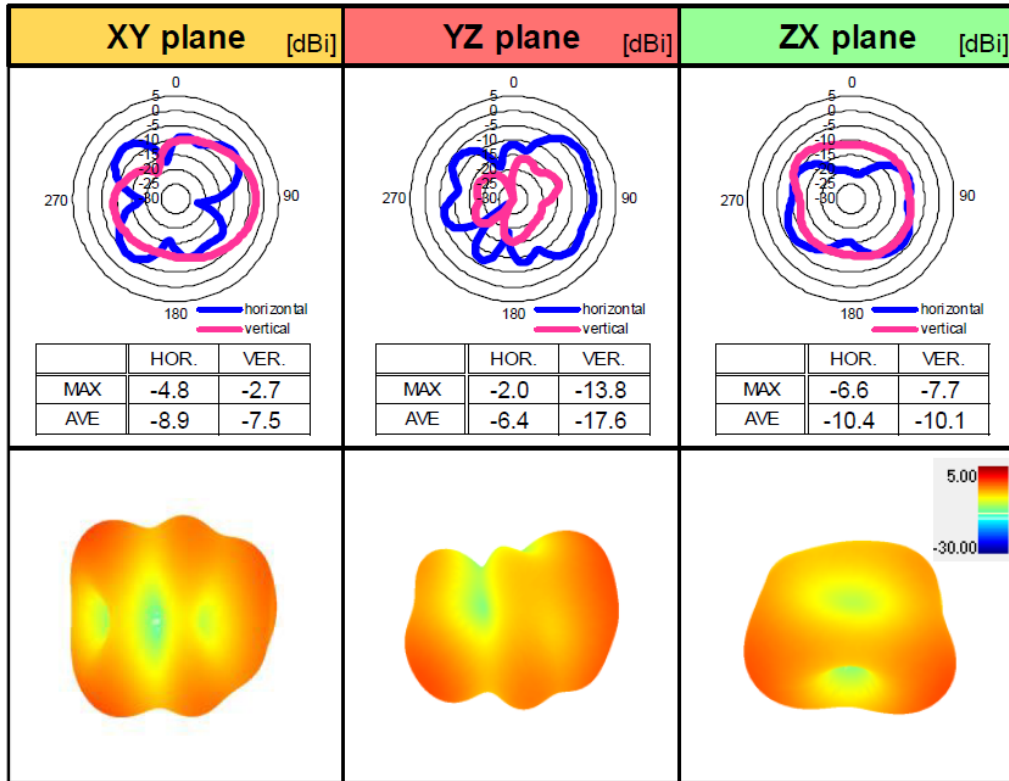 XY plane [dBi]
YZ plane [dBi]
ZX plane [dBi]
0
5
0
-5
-10
-15
-20
-25
-30
270
90
180
horizontal
vertical
0
5
0
-5
-10
-15
-20
-25
-30
270
90
180
horizontal
vertical
0
5
0
-5
-10
-15
-20
-25
-30
270
90
180
horizontal
vertical
HOR. VER.
MAX -4.8 -2.7
AVE -8.9 -7.5
HOR. VER.
MAX -2.0 -13.8
AVE -6.4 -17.6
HOR. VER.
MAX -6.6 -7.7
AVE -10.4 -10.1
5.00
-30.00